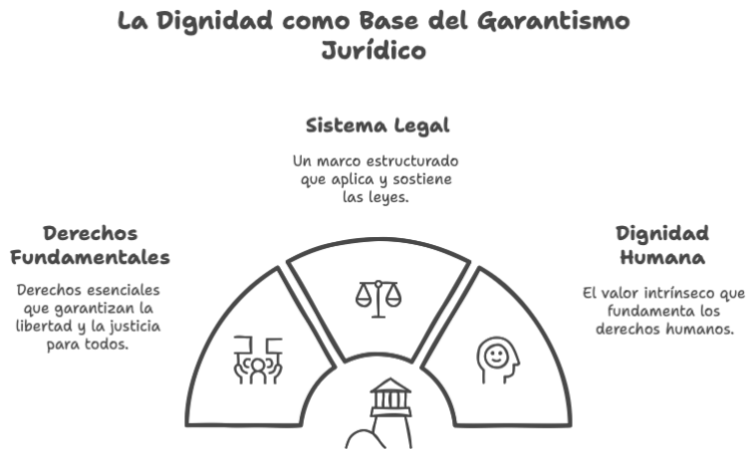 La Dignidad como Base del Garantismo
Jurídico
Sistema Legal
Un marco estructurado
que aplica y sostiene
las leyes.
Derechos
Fundamentales
Derechos esenciales
que garantizan la
libertad y la justicia
para todos.
Dignidad
Humana
El valor intrínseco que
fundamenta los
derechos humanos.